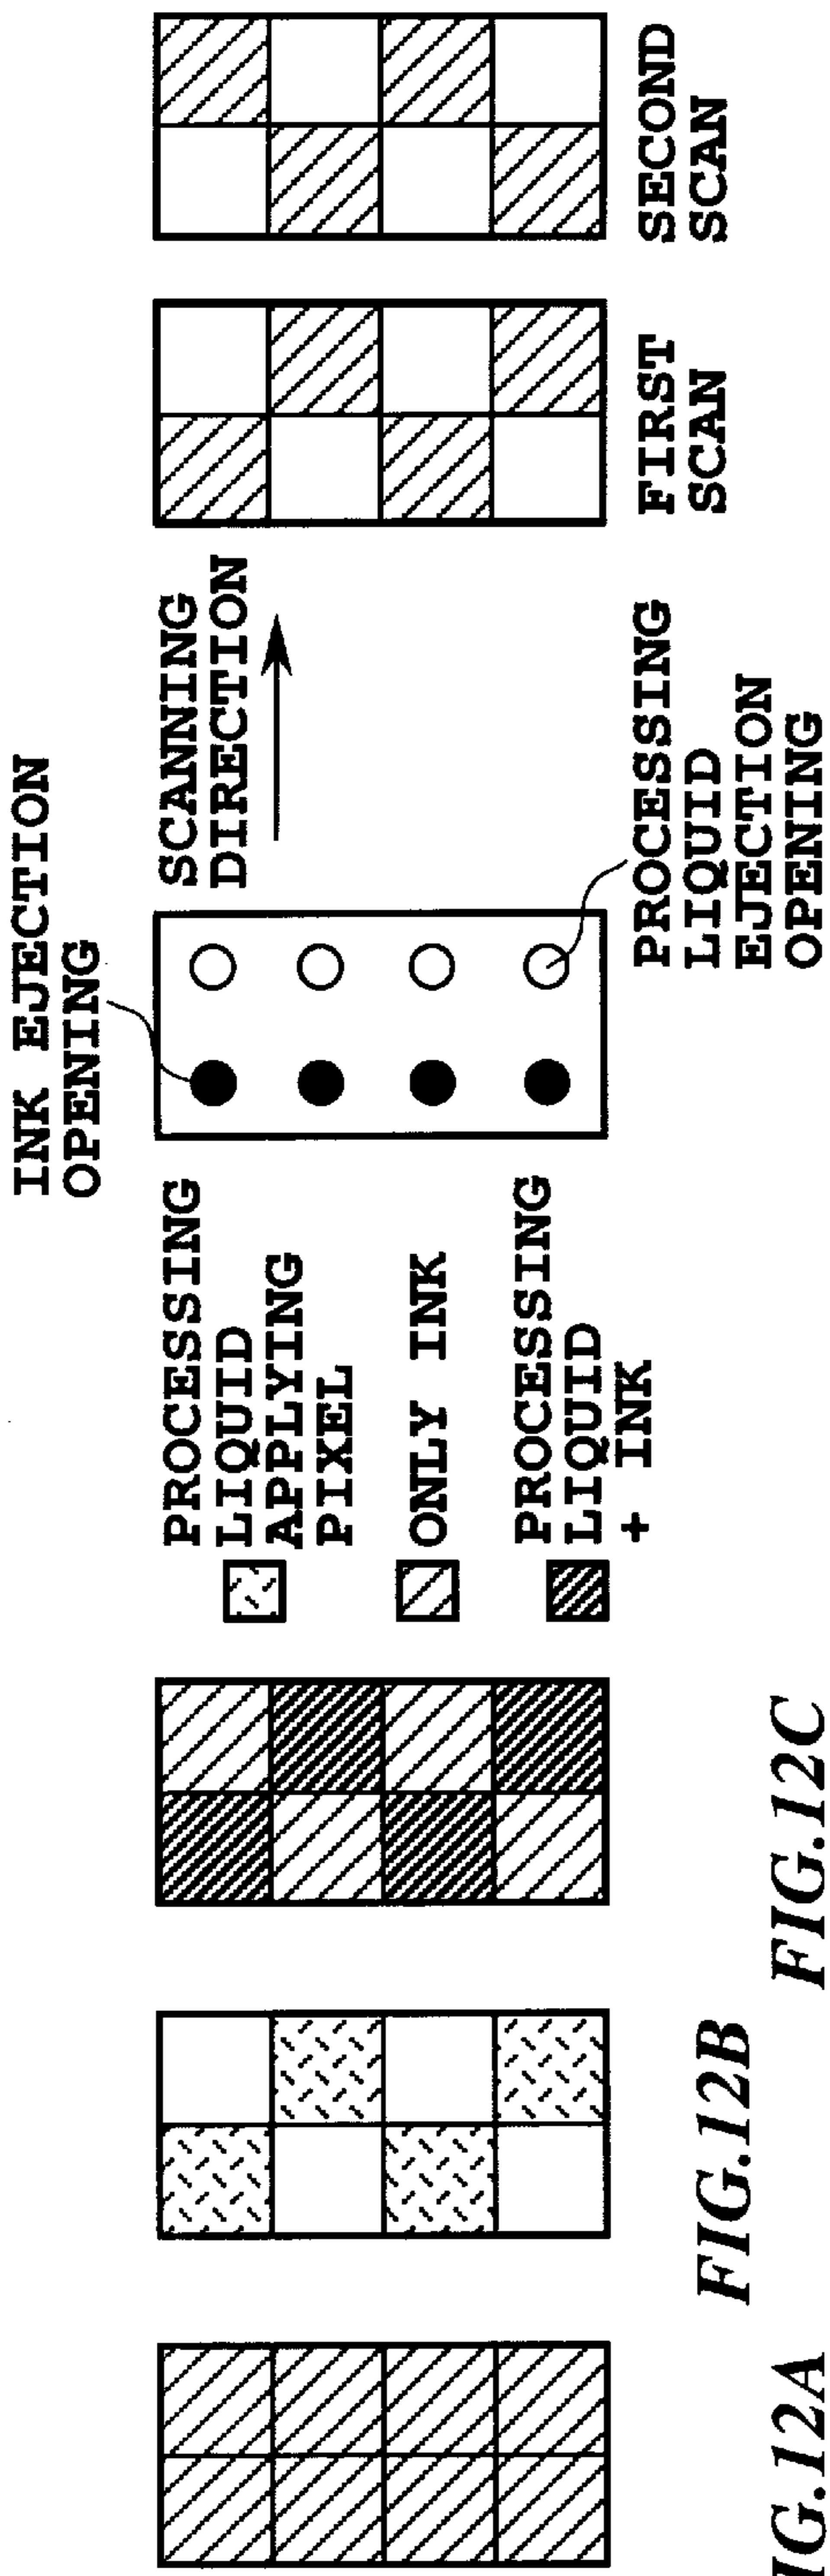 FIG.12A
FIG.12B
FIG.12C
PROCESSING
LIQUID
APPLYING
PIXEL
ONLY INK
PROCESSING
LIQUID
+ INK
INK EJECTION
OPENING
SCANNING
DIRECTION
PROCESSING
LIQUID
EJECTION
OPENING
FIRST
SCAN
SECOND
SCAN